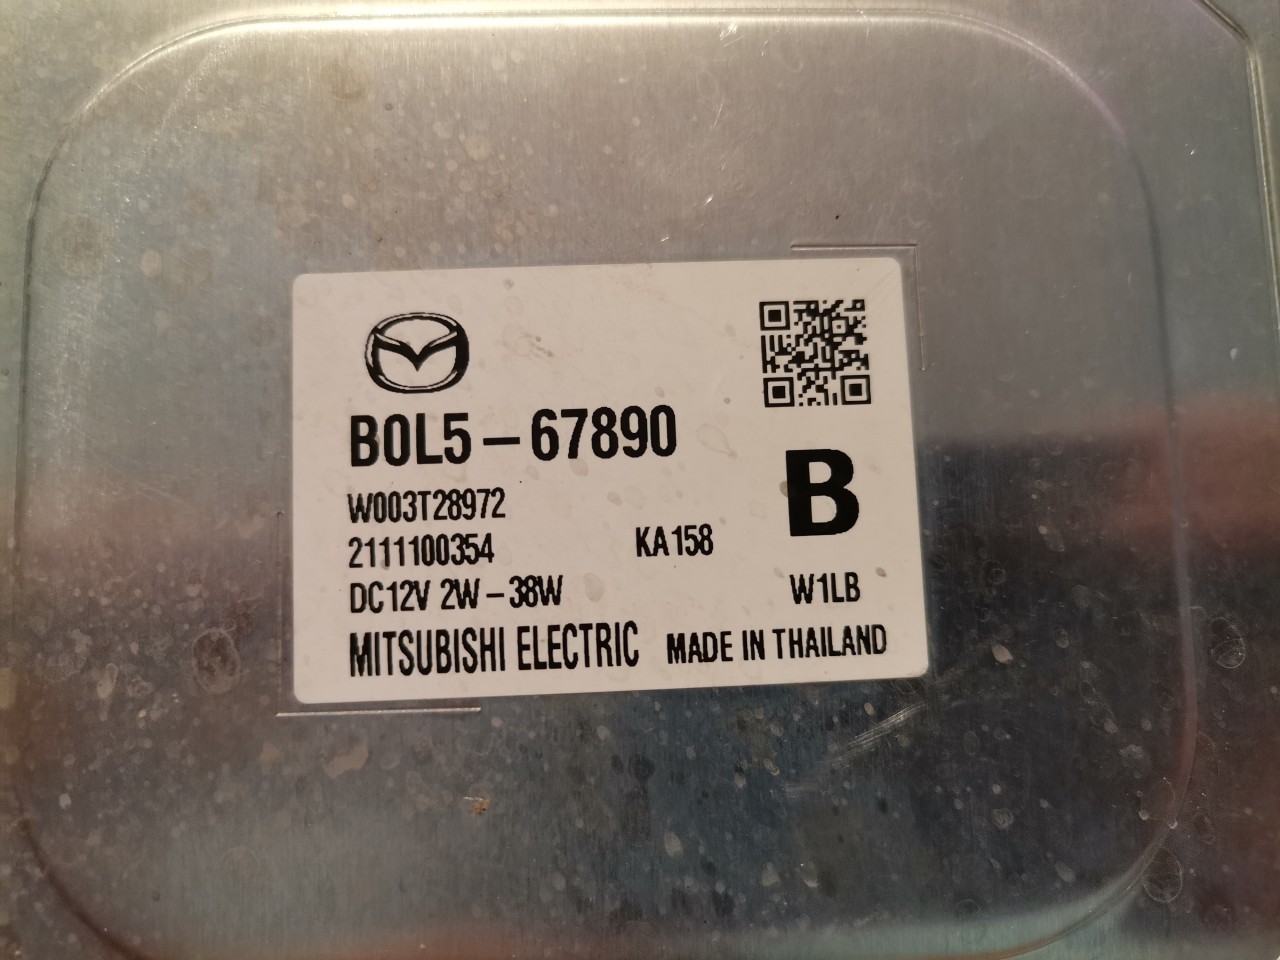 B0L5-67890
B
W003T28972
2111100354 KA158
DC12V 2W-38W W1LB
MITSUBISHI ELECTRIC MADE IN THAILAND